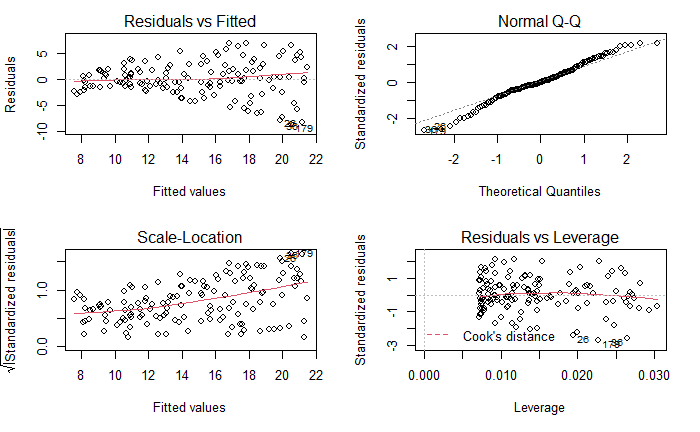 Residuals vs Fitted
Residuals
5
0
-5
-10
179
8 10 12 14 16 18 20 22
Fitted values
Normal Q-Q
Standardized residuals
2
0
-2
-2 -1 0 1 2
Theoretical Quantiles
Scale-Location
√|Standardized residuals|
1.0
0.0
179
8 10 12 14 16 18 20 22
Fitted values
Residuals vs Leverage
Standardized residuals
1
-1
-3
Cook's distance
26
0.000 0.010 0.020 0.030
Leverage